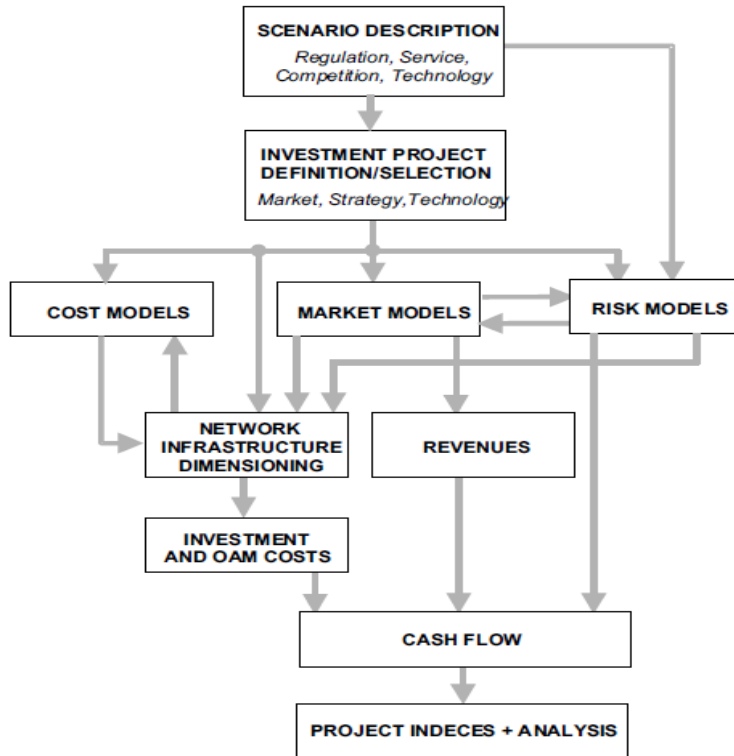 SCENARIO DESCRIPTION
Regulation, Service,
Competition, Technology
INVESTMENT PROJECT
DEFINITION/SELECTION
Market, Strategy,Technology
COST MODELS
MARKET MODELS
RISK MODELS
NETWORK
INFRASTRUCTURE
DIMENSIONING
REVENUES
INVESTMENT
AND OAM COSTS
CASH FLOW
PROJECT INDECES + ANALYSIS